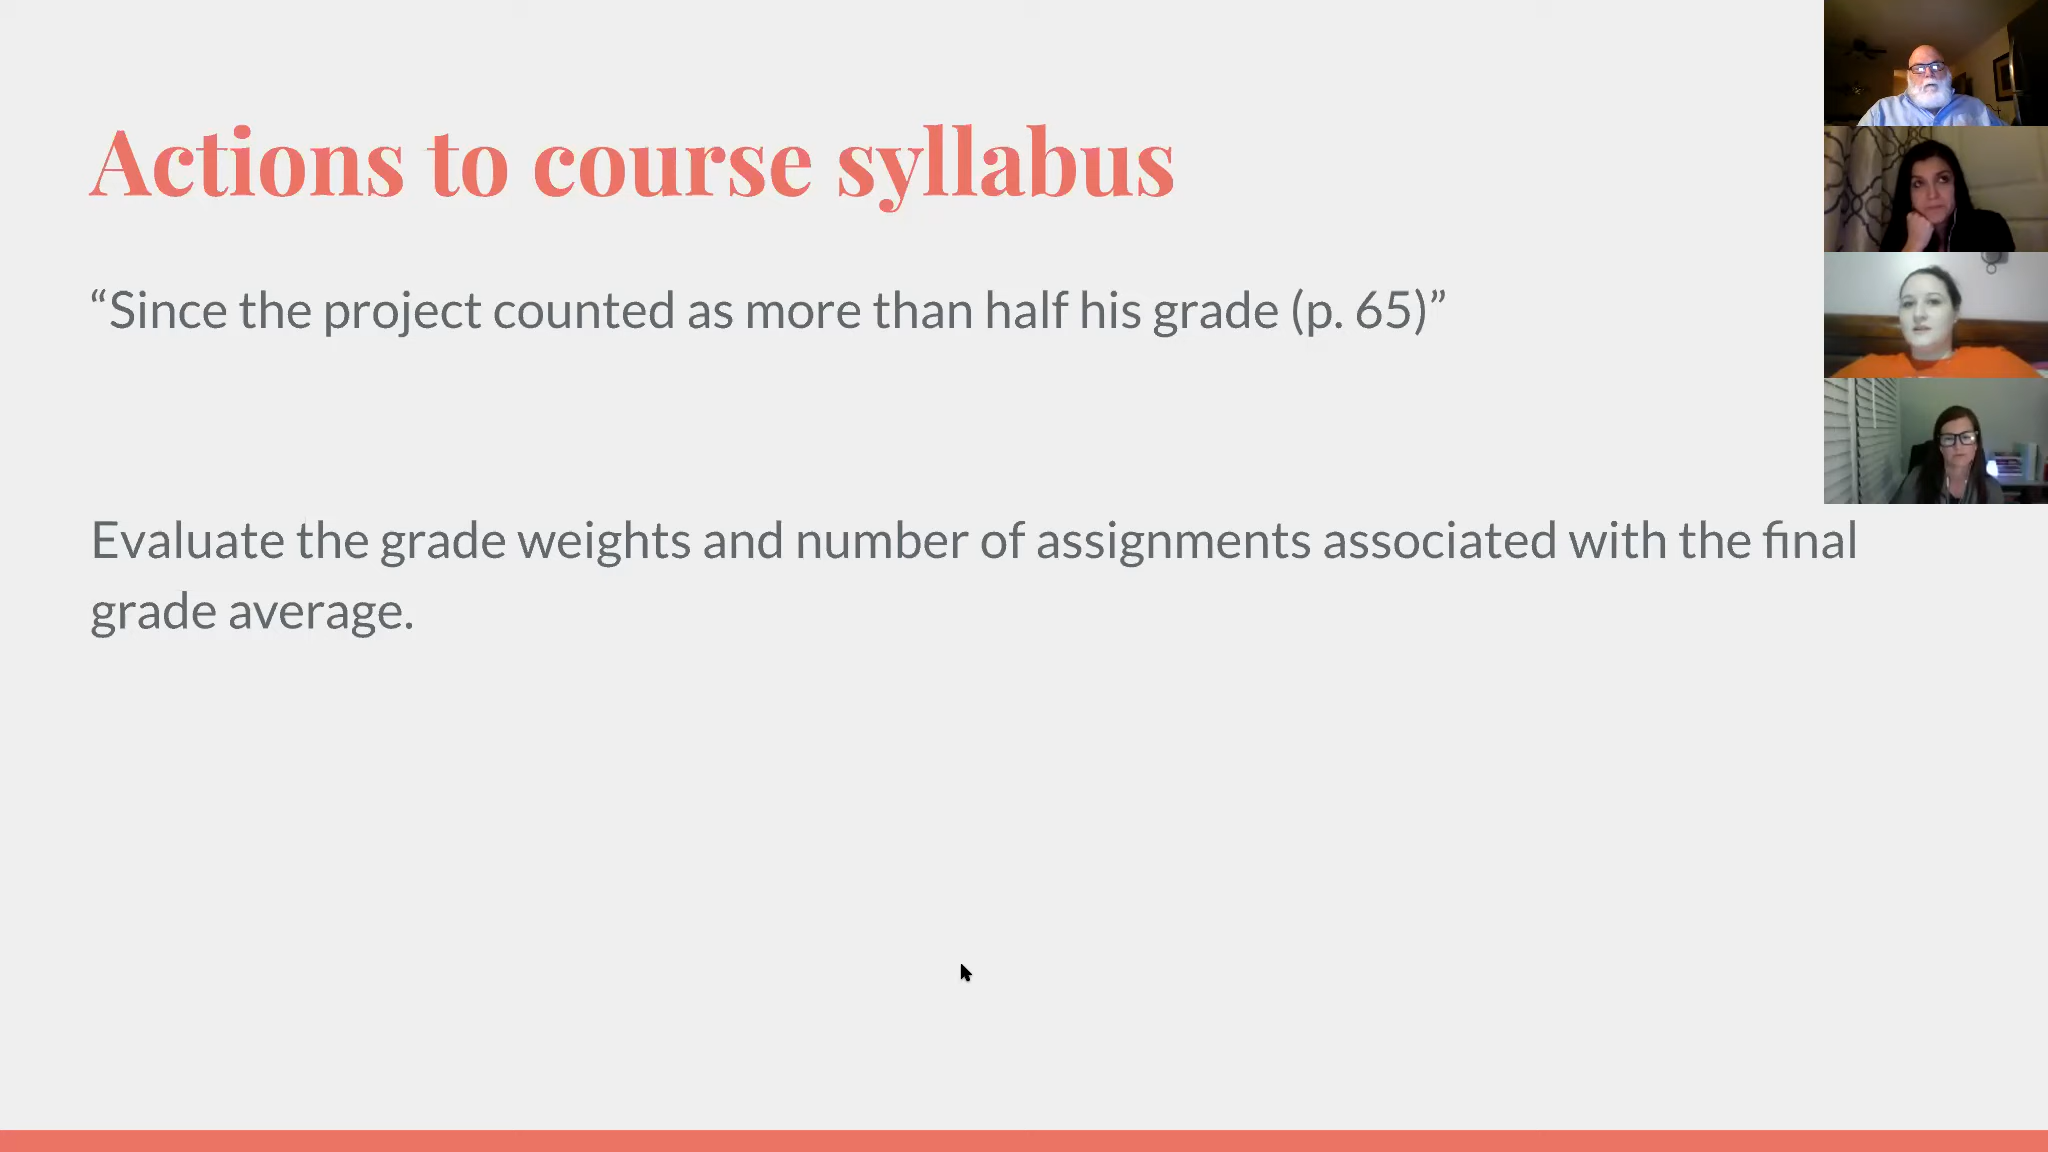 Actions to course syllabus
“Since the project counted as more than half his grade (p. 65)”
Evaluate the grade weights and number of assignments associated with the final
grade average.